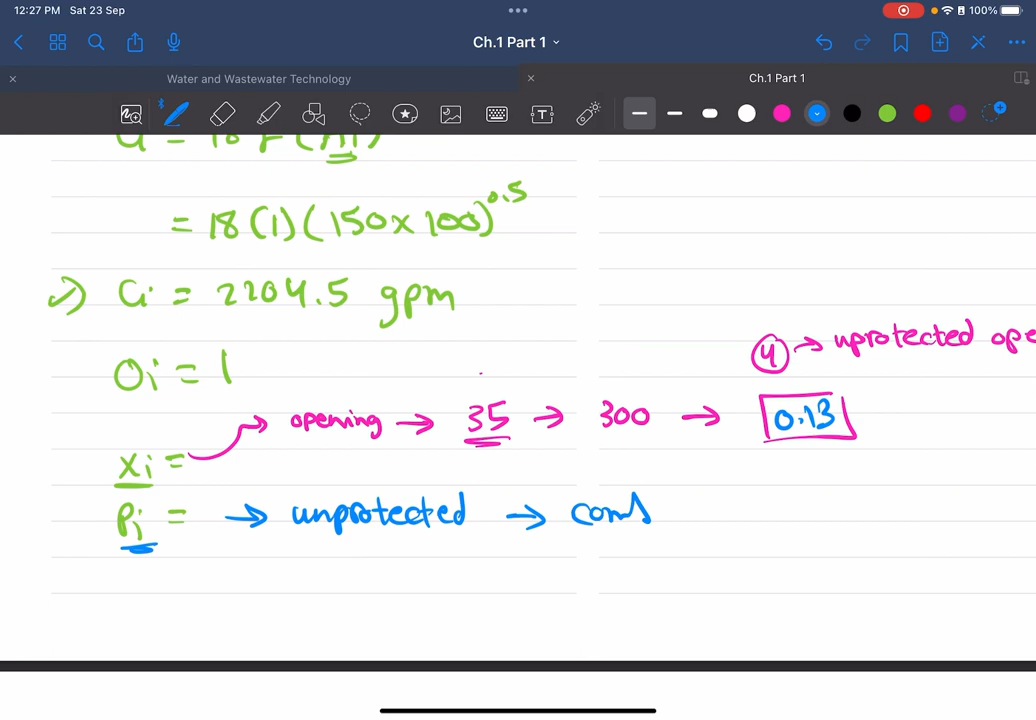 12:27 PM Sat 23 Sep
100%
Ch.1 Part 1
Water and Wastewater Technology
Ch.1 Part 1
= 18 (1) (150 x 100)^0.5
Ci = 2204.5 gpm
Oi = 1
4 → uprotected ope
opening → 35 → 300 → 0.13
Xi =
Pi = → unprotected → coms